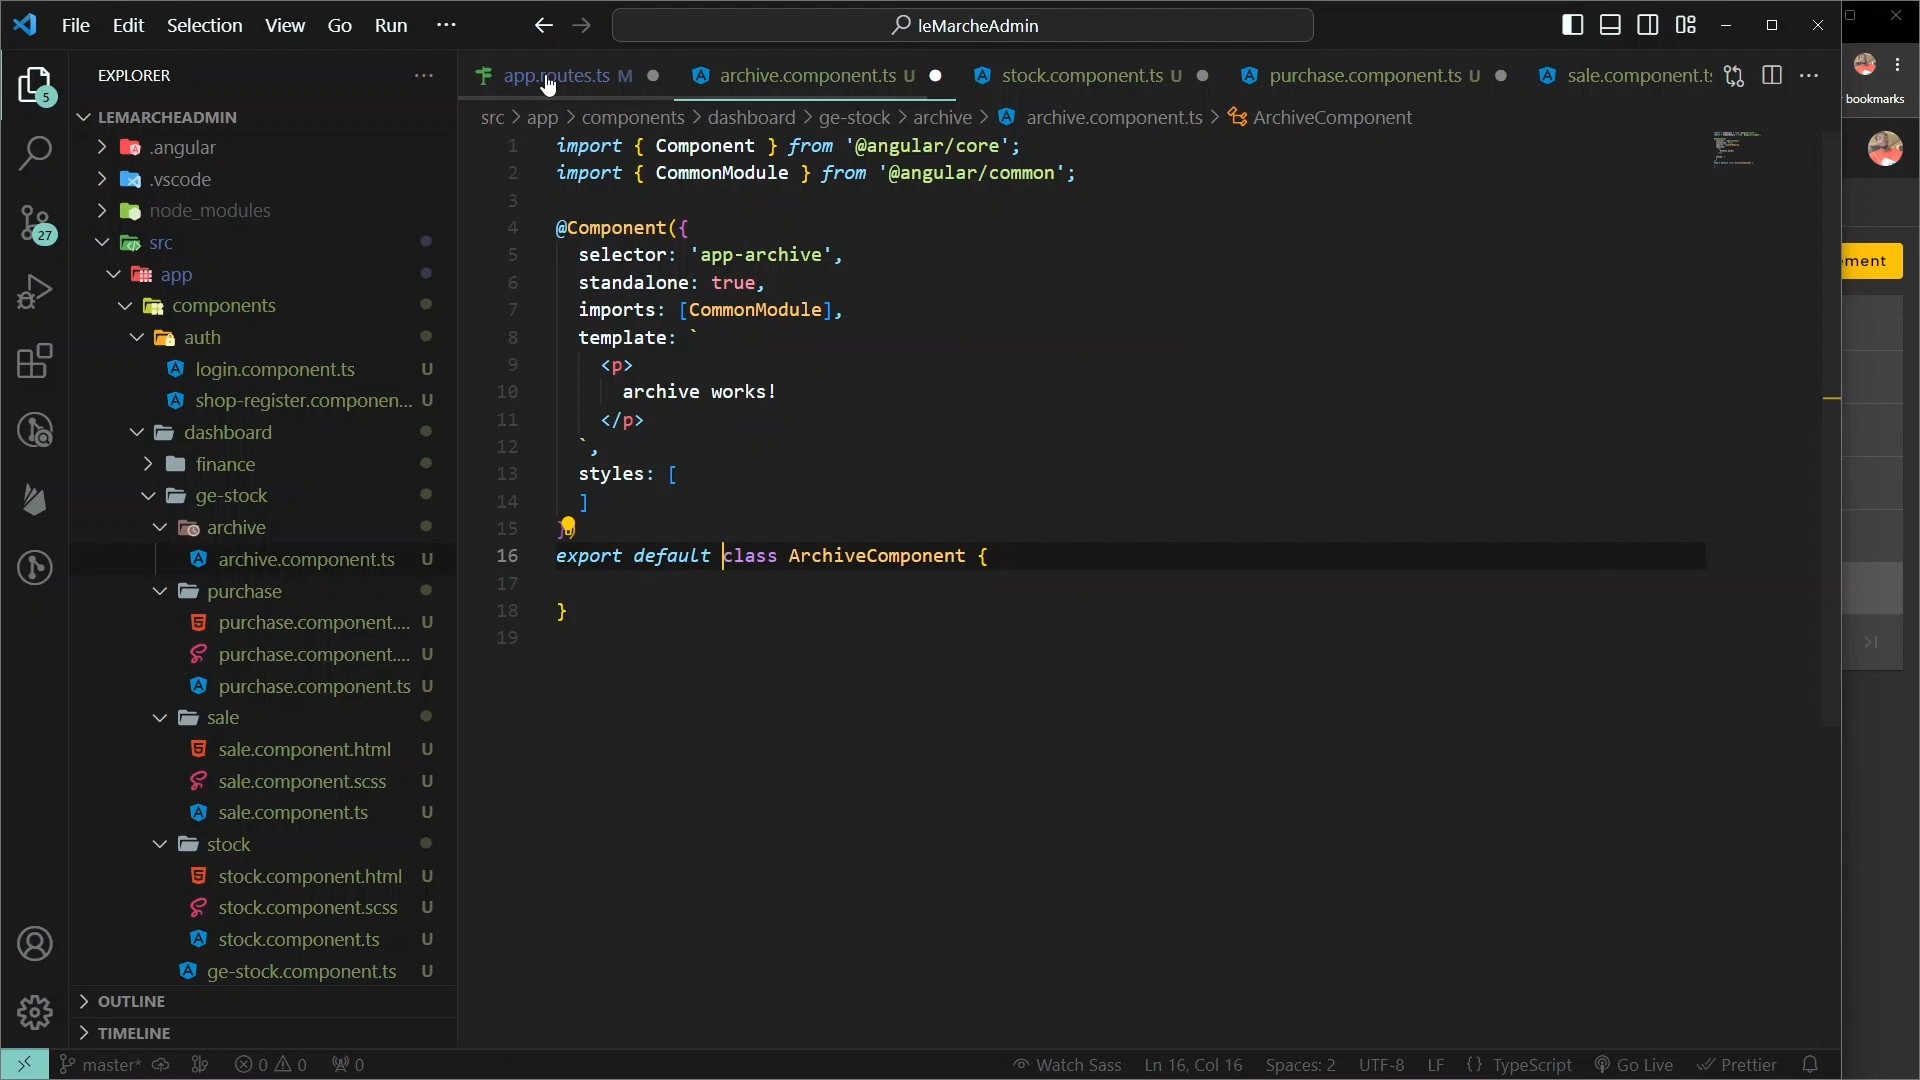 File Edit Selection View Go Run ··· leMarcheAdmin
EXPLORER ···
app.routes.ts M
archive.component.ts U
stock.component.ts U
purchase.component.ts U
sale.component.ts
src > app > components > dashboard > ge-stock > archive > archive.component.ts > ArchiveComponent
LEMARCHEADMIN
.angular
.vscode
node_modules
src
app
components
auth
login.component.ts U
shop-register.componen... U
dashboard
finance
ge-stock
archive
archive.component.ts U
purchase
purchase.component.... U
purchase.component.... U
purchase.component.ts U
sale
sale.component.html U
sale.component.scss U
sale.component.ts U
stock
stock.component.html U
stock.component.scss U
stock.component.ts U
ge-stock.component.ts U
OUTLINE
TIMELINE
5
27
1 import { Component } from '@angular/core';
2 import { CommonModule } from '@angular/common';
3
4 @Component({
5 selector: 'app-archive',
6 standalone: true,
7 imports: [CommonModule],
8 template: `
9 <p>
10 archive works!
11 </p>
12 `,
13 styles: [
14 ]
15 })
16 export default class ArchiveComponent {
17
18 }
19
bookmarks
ement
master* 0 0 0 Watch Sass Ln 16, Col 16 Spaces: 2 UTF-8 LF {} TypeScript Go Live Prettier